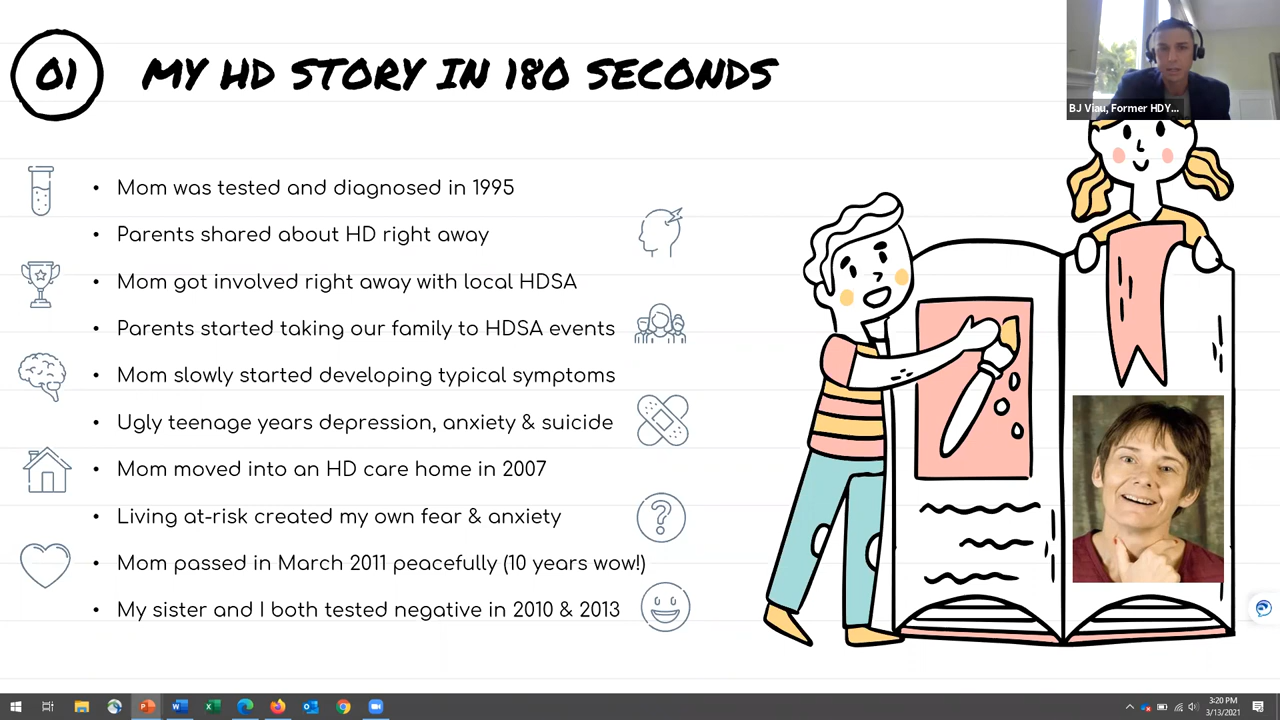 01 MY HD STORY IN 180 SECONDS
BJ Viau, Former HDY...
• Mom was tested and diagnosed in 1995
• Parents shared about HD right away
• Mom got involved right away with local HDSA
• Parents started taking our family to HDSA events
• Mom slowly started developing typical symptoms
• Ugly teenage years depression, anxiety & suicide
• Mom moved into an HD care home in 2007
• Living at-risk created my own fear & anxiety
• Mom passed in March 2011 peacefully (10 years wow!)
• My sister and I both tested negative in 2010 & 2013
3:20 PM
3/13/2021